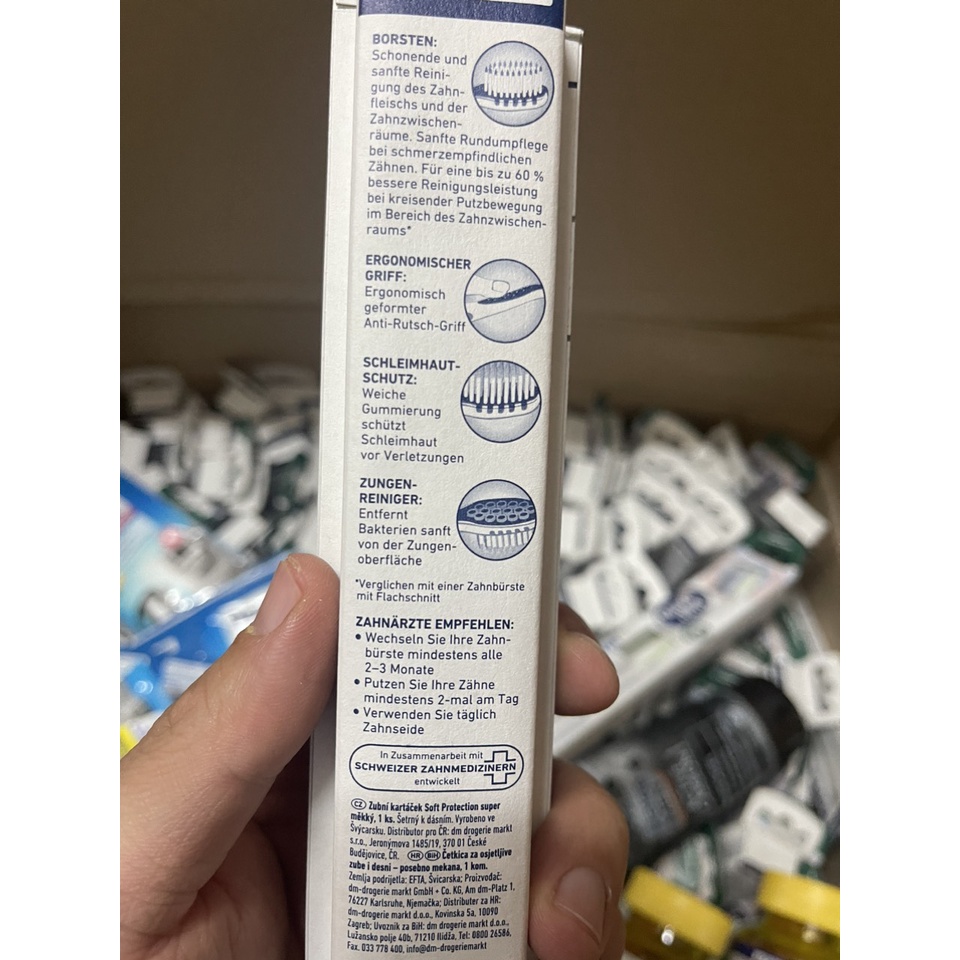 BORSTEN:
Schonende und
sanfte Reini-
gung des Zahn-
fleischs und der
Zahnzwischen-
räume. Sanfte Rundumpflege
bei schmerzempfindlichen
Zähnen. Für eine bis zu 60 %
bessere Reinigungsleistung
bei kreisender Putzbewegung
im Bereich des Zahnzwischen-
raums*
ERGONOMISCHER
GRIFF:
Ergonomisch
geformter
Anti-Rutsch-Griff
SCHLEIMHAUT-
SCHUTZ:
Weiche
Gummierung
schützt
Schleimhaut
vor Verletzungen
ZUNGEN-
REINIGER:
Entfernt
Bakterien sanft
von der Zungen-
oberfläche
*Verglichen mit einer Zahnbürste
mit Flachschnitt
ZAHNÄRZTE EMPFEHLEN:
• Wechseln Sie Ihre Zahn-
bürste mindestens alle
2–3 Monate
• Putzen Sie Ihre Zähne
mindestens 2-mal am Tag
• Verwenden Sie täglich
Zahnseide
In Zusammenarbeit mit
SCHWEIZER ZAHNMEDIZINERN
entwickelt
CZ Zubní kartáček Soft Protection super
měkký, 1 ks. Šetrný k dásním. Vyrobeno ve
Švýcarsku. Distributor pro ČR: dm drogerie markt
s.r.o., Jeronýmova 1485/19, 370 01 České
Budějovice, ČR. HR BIH Četkica za osjetljive
zube i desni – posebno mekana, 1 kom.
Zemlja podrijetla: EFTA, Švicarska; Proizvođač:
dm-drogerie markt GmbH + Co. KG, Am dm-Platz 1,
76227 Karlsruhe, Njemačka; Distributer za HR:
dm-drogerie markt d.o.o., Kovinska 5a, 10090
Zagreb; Uvoznik za BiH: dm drogerie markt d.o.o.,
Lužansko polje 40b, 71210 Ilidža, Tel: 0800 26586,
Fax. 033 778 400, info@dm-drogeriemarkt